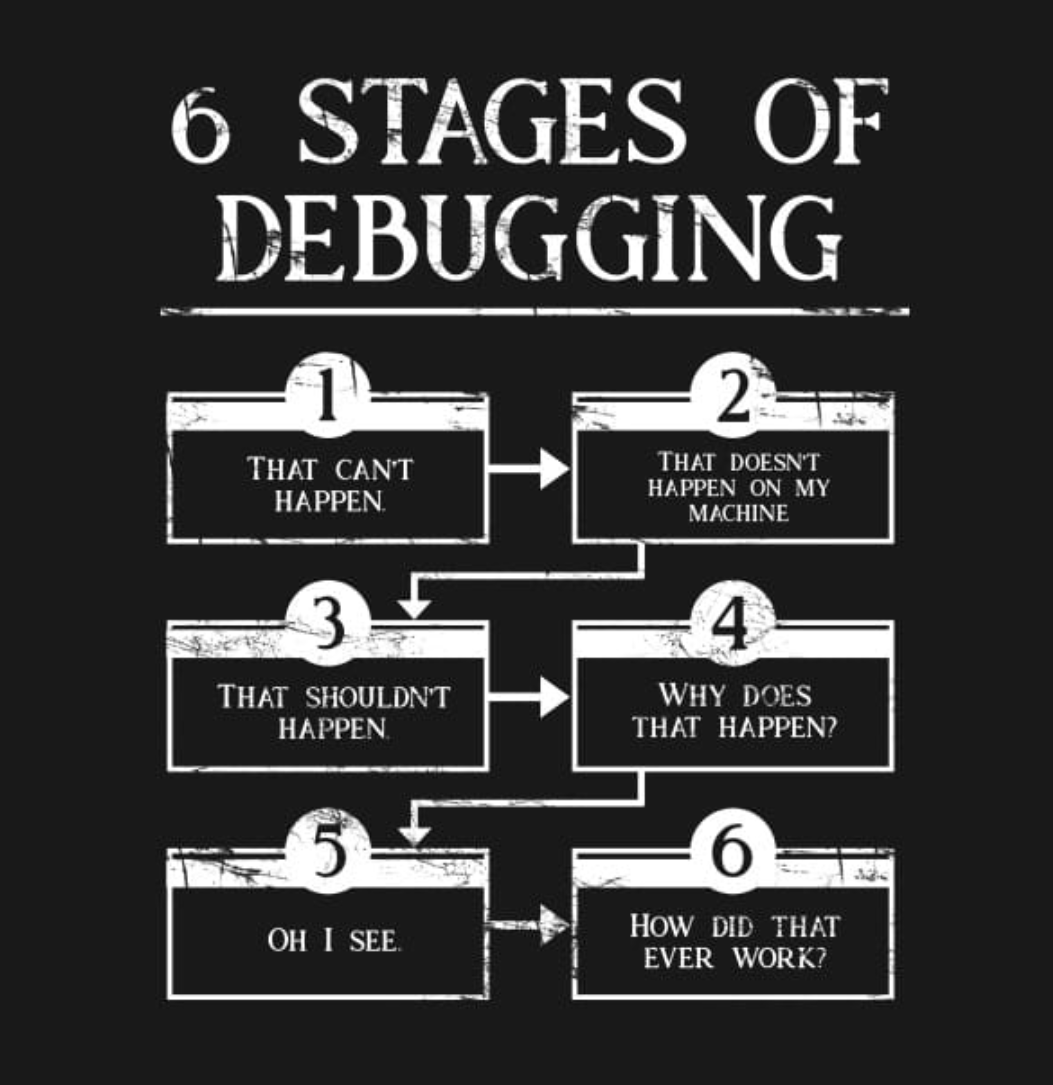 6 STAGES OF
DEBUGGING
1
THAT CAN'T
HAPPEN.
2
THAT DOESN'T
HAPPEN ON MY
MACHINE
3
THAT SHOULDN'T
HAPPEN.
4
WHY DOES
THAT HAPPEN?
5
OH I SEE.
6
HOW DID THAT
EVER WORK?